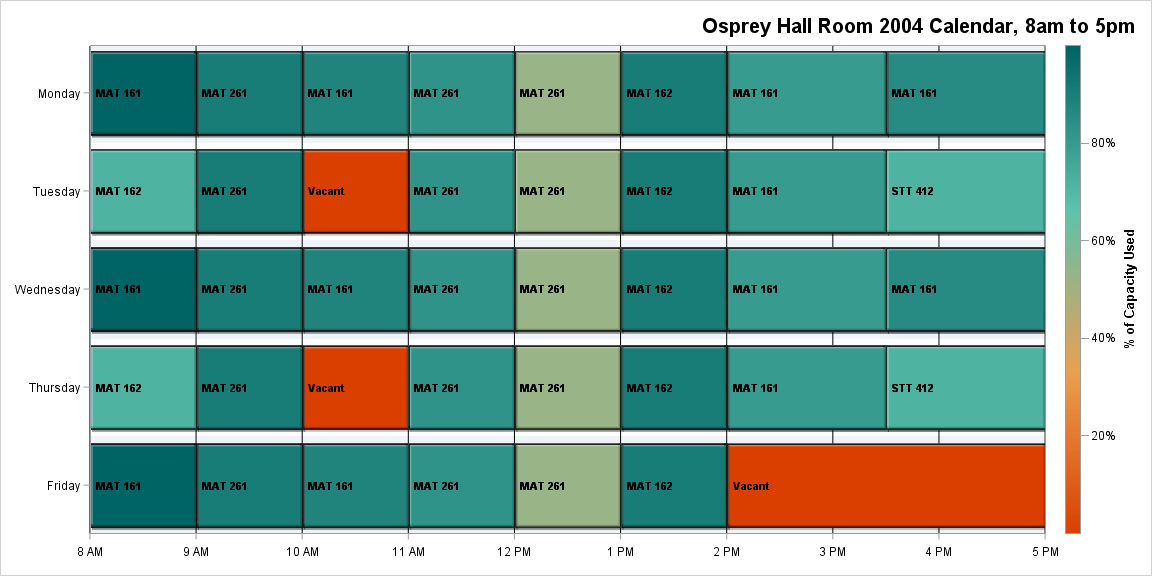 Osprey Hall Room 2004 Calendar, 8am to 5pm
Monday
MAT 161
MAT 261
MAT 161
MAT 261
MAT 261
MAT 162
MAT 161
MAT 161
Tuesday
MAT 162
MAT 261
Vacant
MAT 261
MAT 261
MAT 162
MAT 161
STT 412
Wednesday
MAT 161
MAT 261
MAT 161
MAT 261
MAT 261
MAT 162
MAT 161
MAT 161
Thursday
MAT 162
MAT 261
Vacant
MAT 261
MAT 261
MAT 162
MAT 161
STT 412
Friday
MAT 161
MAT 261
MAT 161
MAT 261
MAT 261
MAT 162
Vacant
8 AM
9 AM
10 AM
11 AM
12 PM
1 PM
2 PM
3 PM
4 PM
5 PM
80%
60%
40%
20%
% of Capacity Used